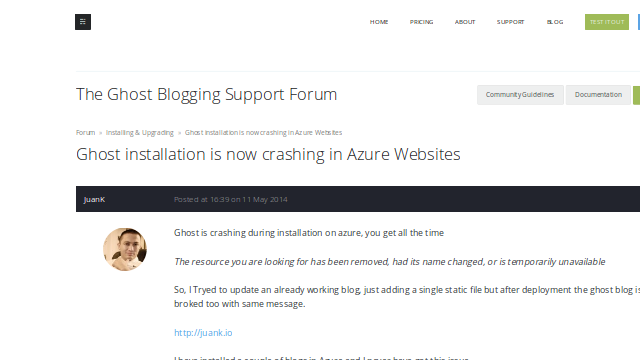 HOME PRICING ABOUT SUPPORT BLOG TEST IT OUT
The Ghost Blogging Support Forum
Community Guidelines Documentation
Forum » Installing & Upgrading » Ghost installation is now crashing in Azure Websites
Ghost installation is now crashing in Azure Websites
JuanK Posted at 16:39 on 11 May 2014
Ghost is crashing during installation on azure, you get all the time
The resource you are looking for has been removed, had its name changed, or is temporarily unavailable
So, I Tryed to update an already working blog, just adding a single static file but after deployment the ghost blog is
broked too with same message.
http://juank.io